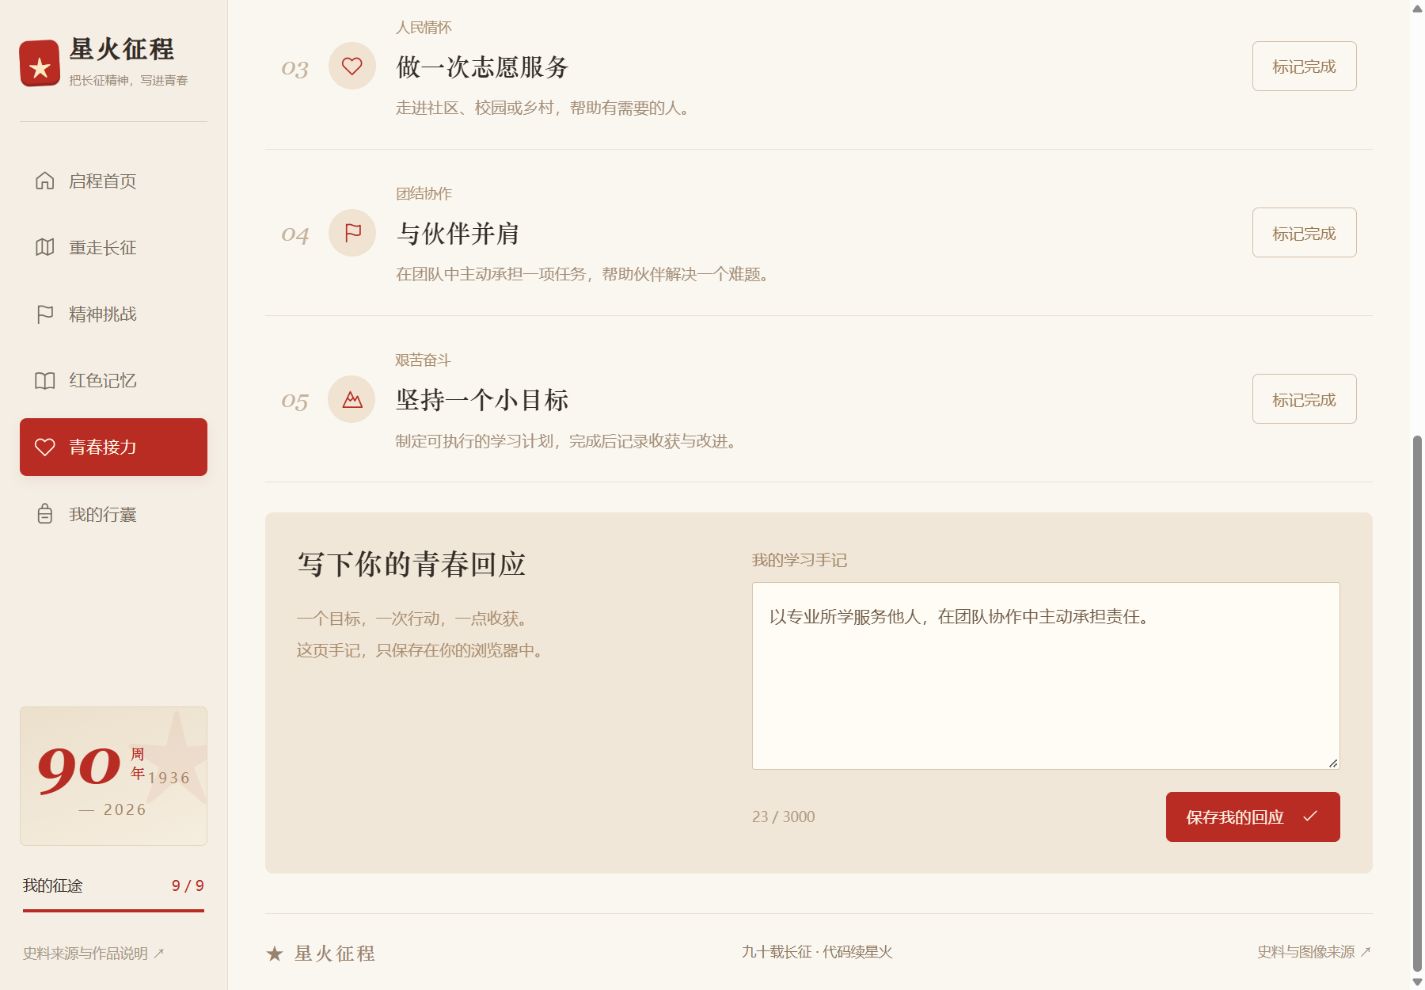 星火征程
把长征精神，写进青春
启程首页
重走长征
精神挑战
红色记忆
青春接力
我的行囊
90 周年 1936
— 2026
我的征途 9 / 9
史料来源与作品说明 ↗
人民情怀
03 做一次志愿服务 标记完成
走进社区、校园或乡村，帮助有需要的人。
团结协作
04 与伙伴并肩 标记完成
在团队中主动承担一项任务，帮助伙伴解决一个难题。
艰苦奋斗
05 坚持一个小目标 标记完成
制定可执行的学习计划，完成后记录收获与改进。
写下你的青春回应
一个目标，一次行动，一点收获。
这页手记，只保存在你的浏览器中。
我的学习手记
以专业所学服务他人，在团队协作中主动承担责任。
23 / 3000
保存我的回应 ✓
★ 星火征程
九十载长征 · 代码续星火
史料与图像来源 ↗